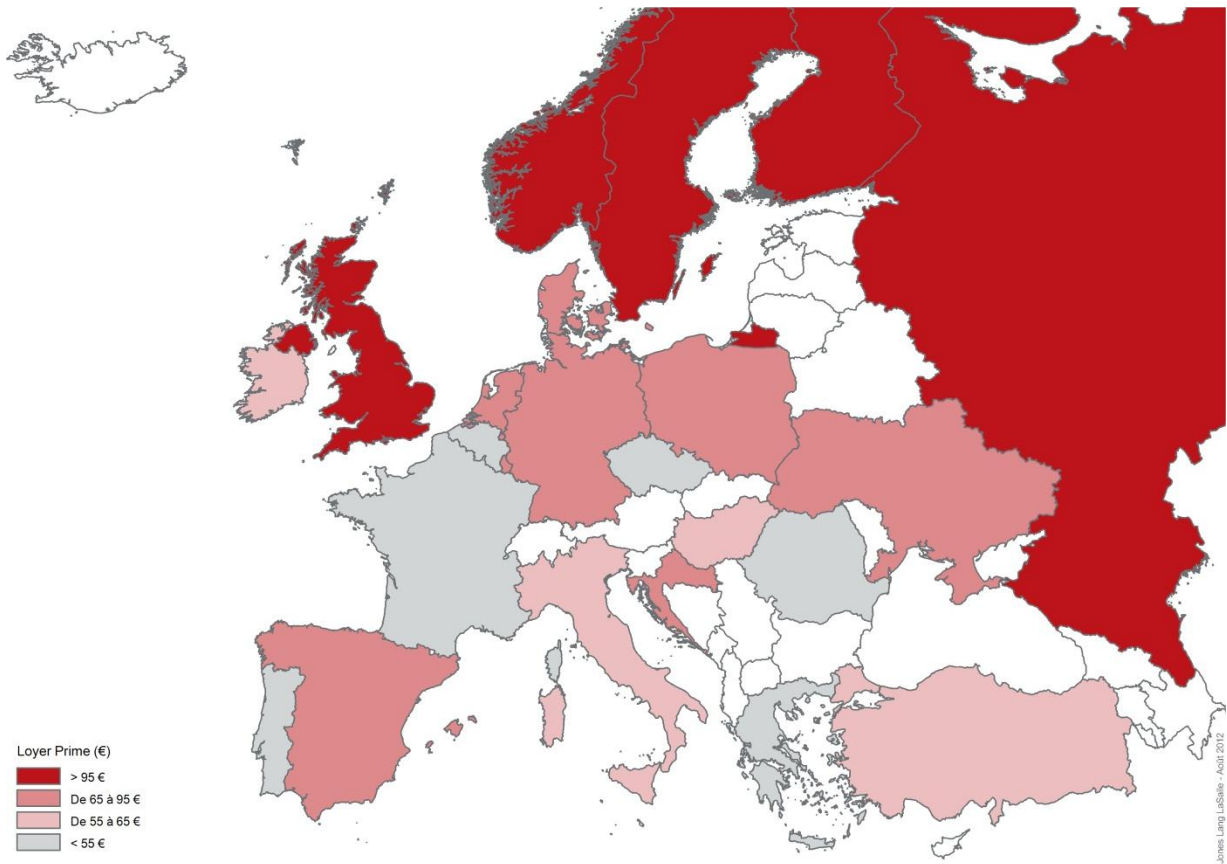 Loyer Prime (€)
> 95 €
De 65 à 95 €
De 55 à 65 €
< 55 €
Jones Lang LaSalle - Août 2012